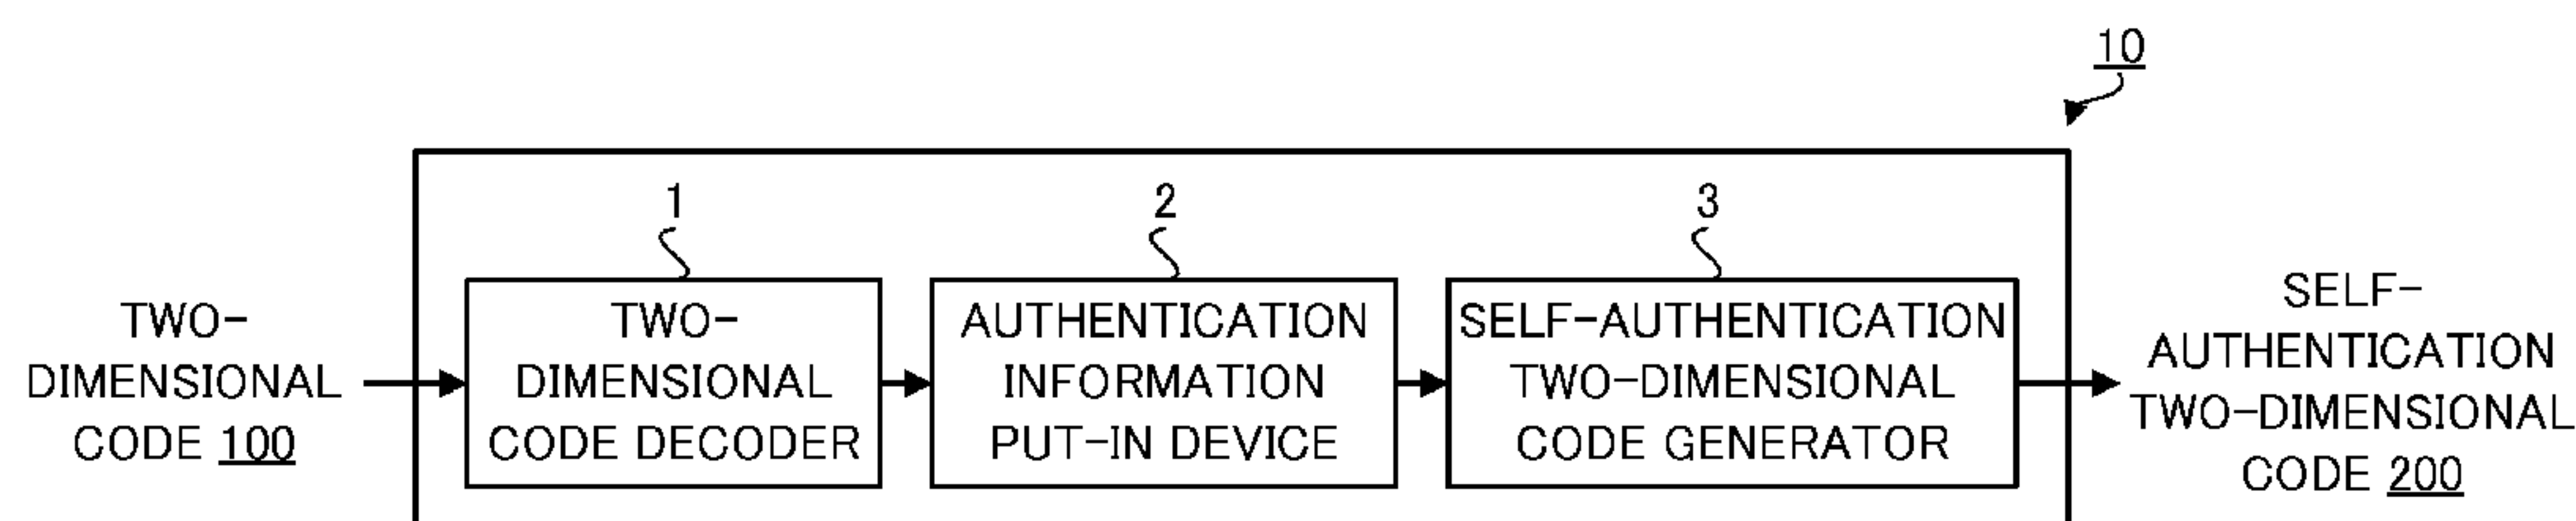 10
1
2
3
TWO-
DIMENSIONAL
CODE 100
TWO-
DIMENSIONAL
CODE DECODER
AUTHENTICATION
INFORMATION
PUT-IN DEVICE
SELF-AUTHENTICATION
TWO-DIMENSIONAL
CODE GENERATOR
SELF-
AUTHENTICATION
TWO-DIMENSIONAL
CODE 200